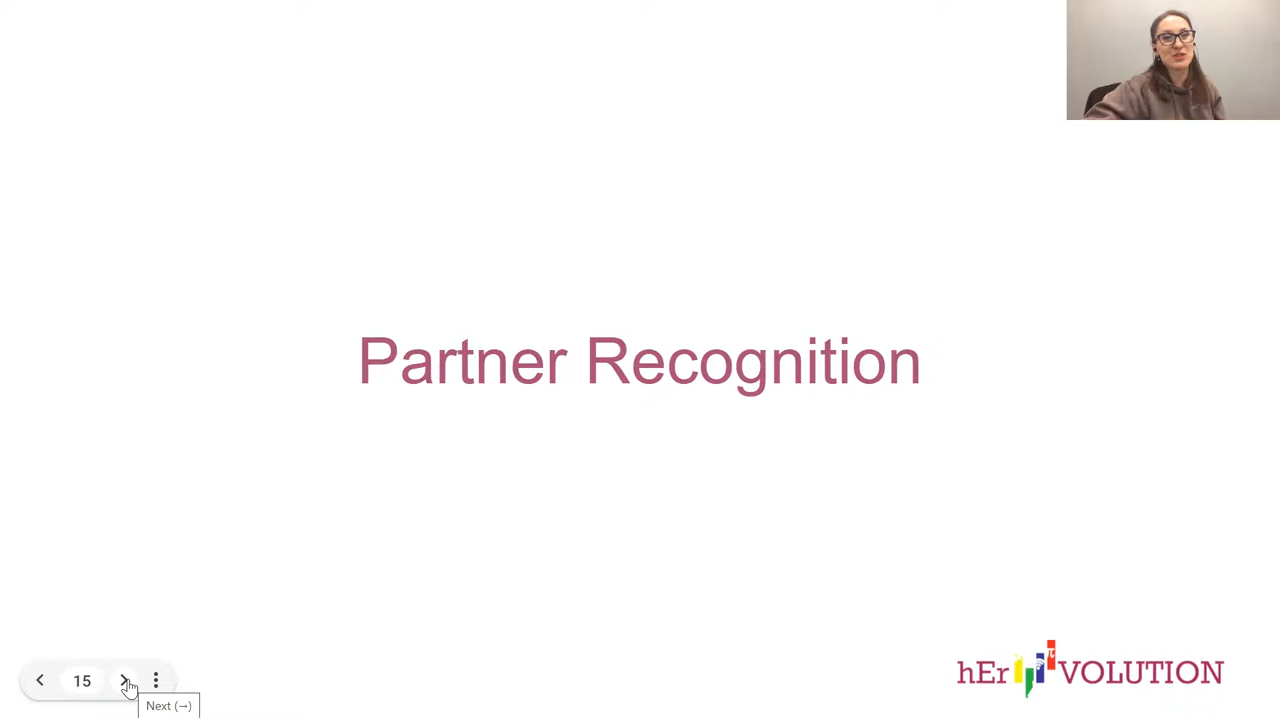 Partner Recognition
hEr VOLUTION
π
15
Next (→)